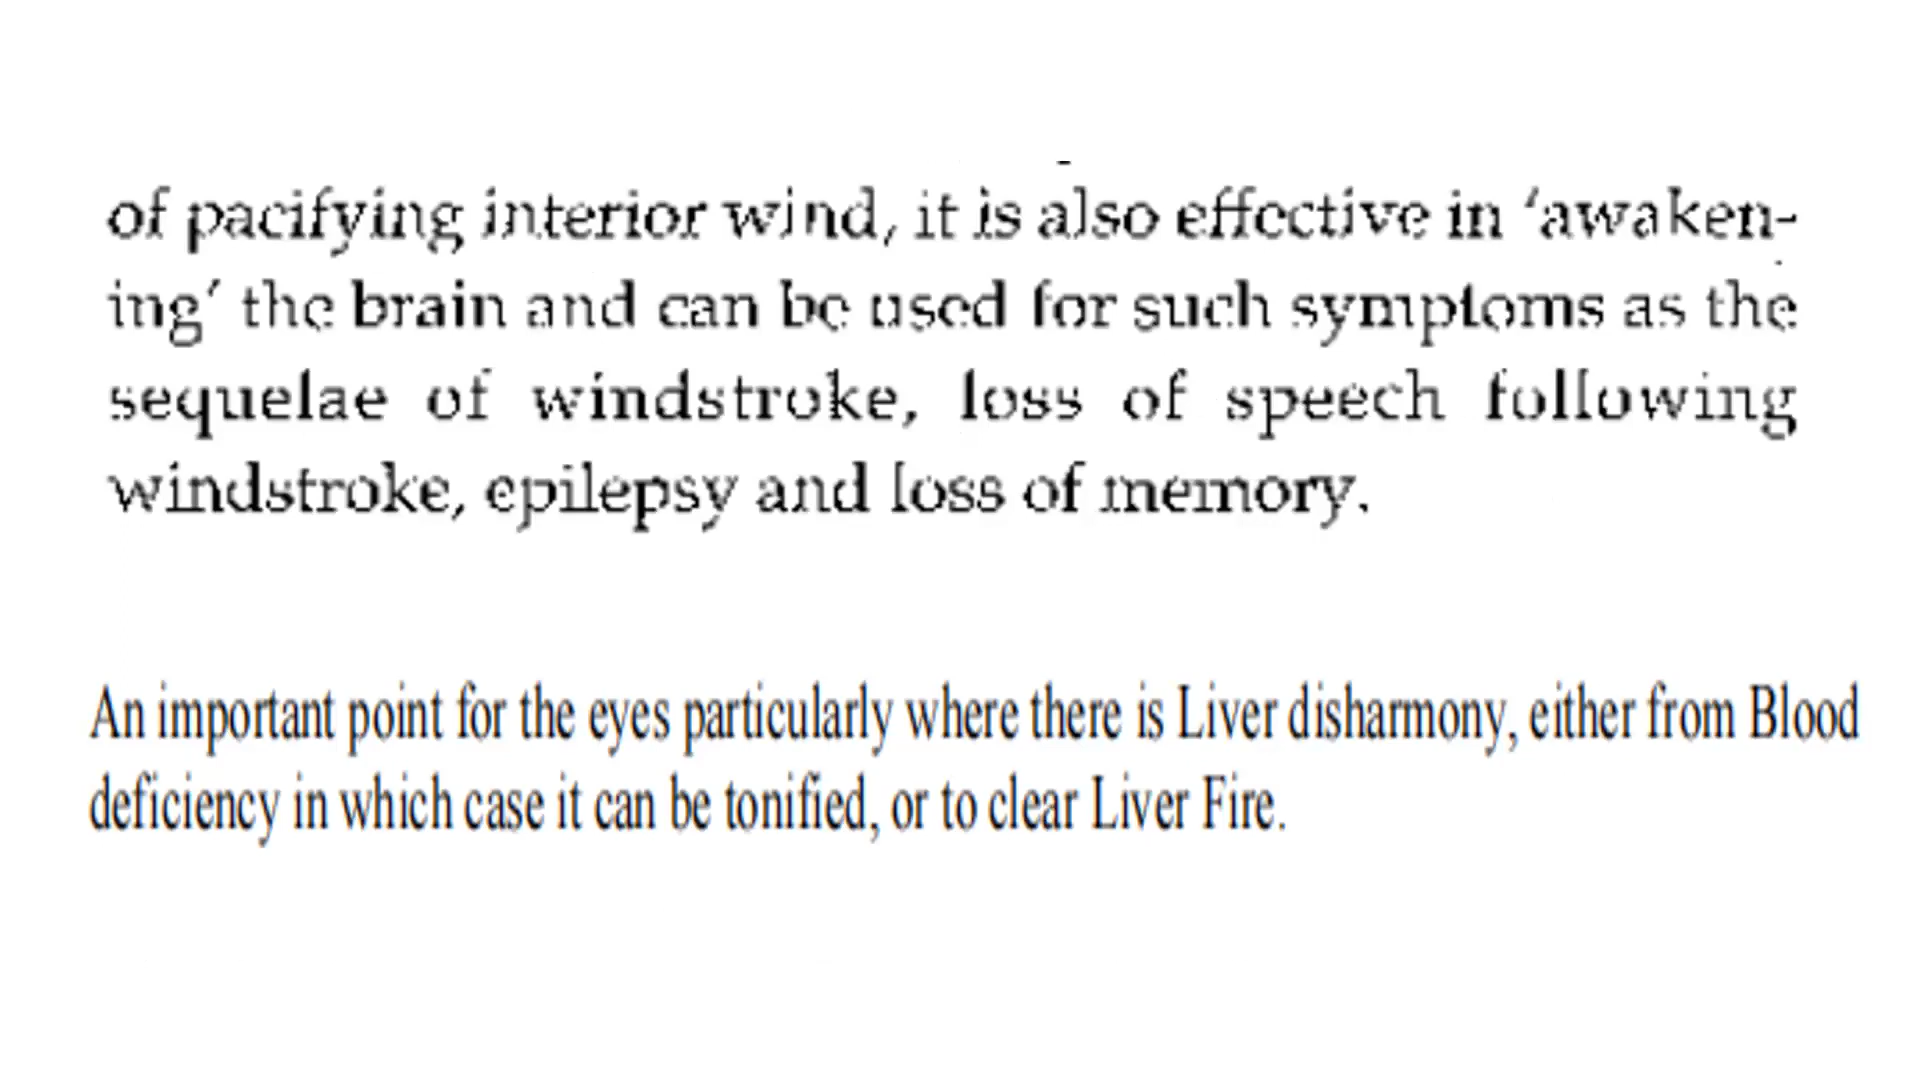 of pacifying interior wind, it is also effective in ‘awaken-
ing’ the brain and can be used for such symptoms as the
sequelae of windstroke, loss of speech following
windstroke, epilepsy and loss of memory.
An important point for the eyes particularly where there is Liver disharmony, either from Blood
deficiency in which case it can be tonified, or to clear Liver Fire.